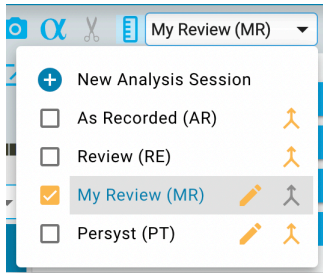 α
My Review (MR)
New Analysis Session
As Recorded (AR)
Review (RE)
My Review (MR)
Persyst (PT)